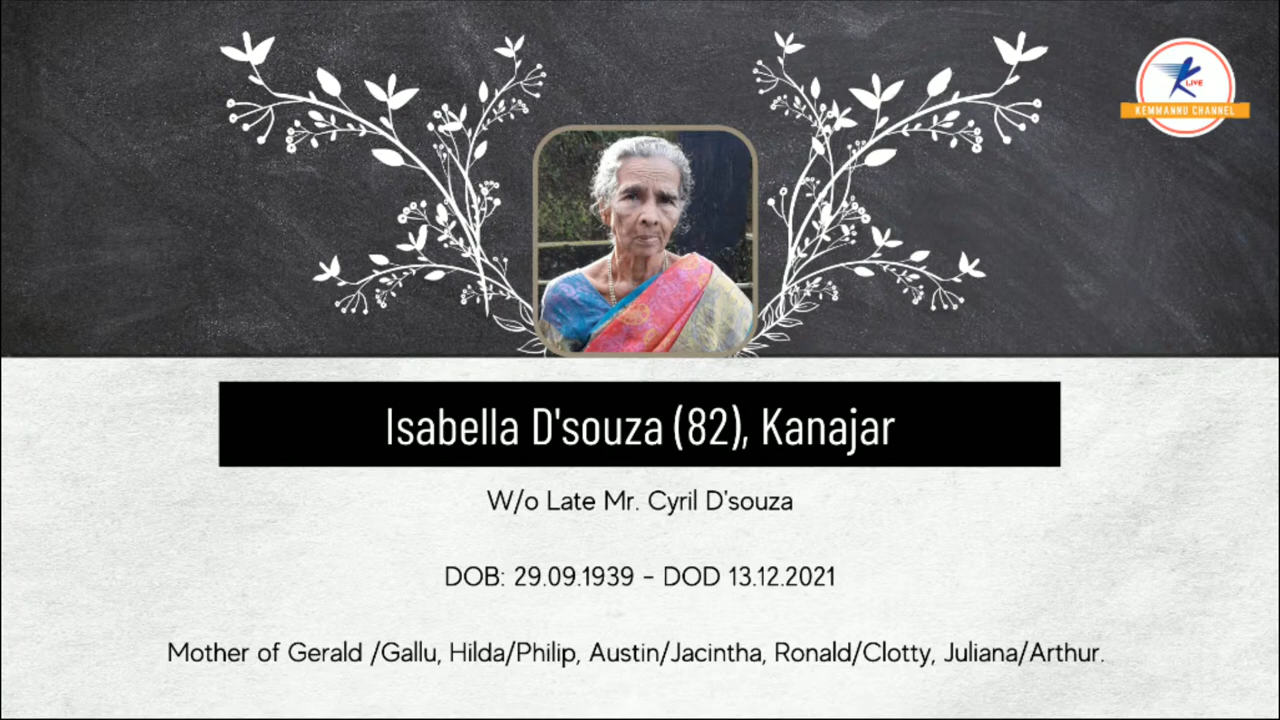 K LIVE
KEMMANNU CHANNEL
Isabella D'souza (82), Kanajar
W/o Late Mr. Cyril D'souza
DOB: 29.09.1939 - DOD 13.12.2021
Mother of Gerald /Gallu, Hilda/Philip, Austin/Jacintha, Ronald/Clotty, Juliana/Arthur.